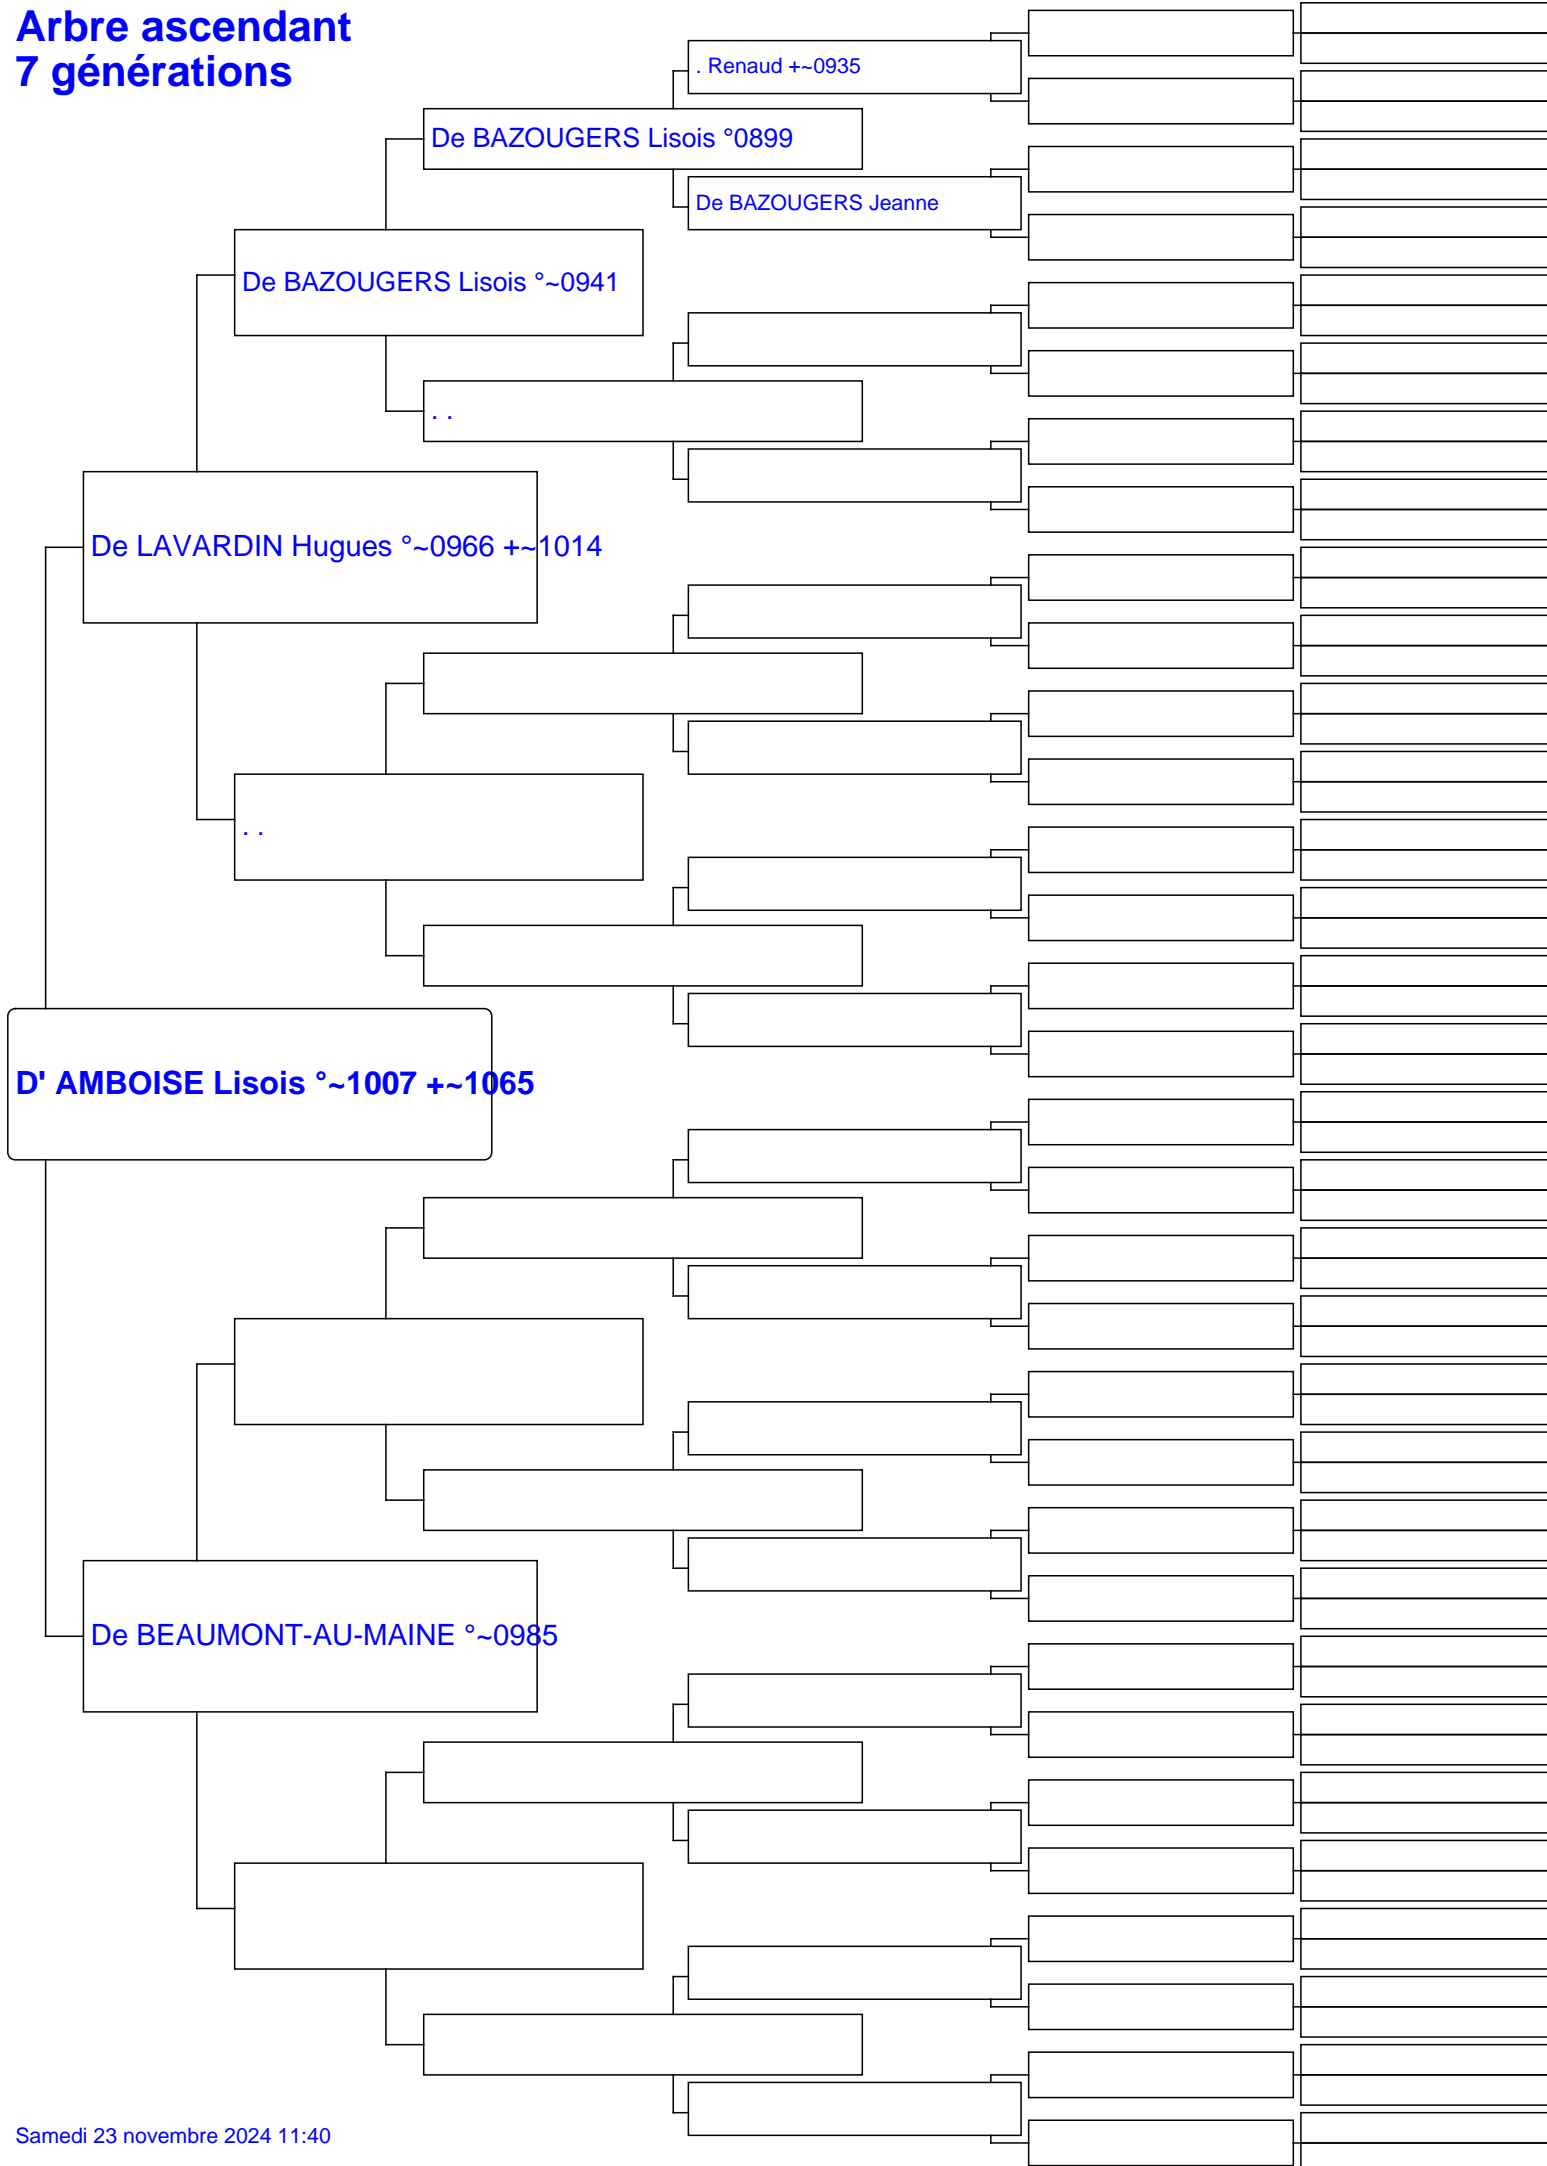 Arbre ascendant
7 générations
. Renaud +~0935
De BAZOUGERS Lisois °0899
De BAZOUGERS Jeanne
De BAZOUGERS Lisois °~0941
. .
De LAVARDIN Hugues °~0966 +~1014
. .
D' AMBOISE Lisois °~1007 +~1065
De BEAUMONT-AU-MAINE °~0985
Samedi 23 novembre 2024 11:40